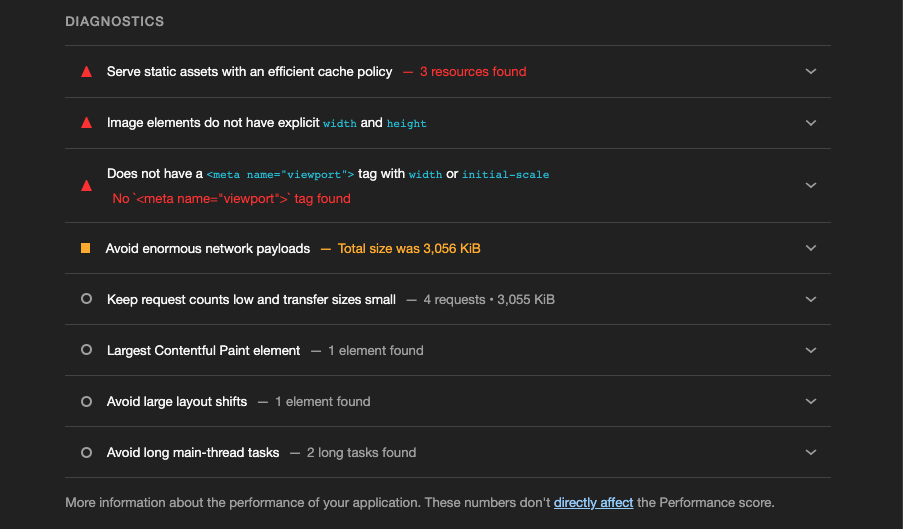 DIAGNOSTICS
Serve static assets with an efficient cache policy — 3 resources found
Image elements do not have explicit width and height
Does not have a <meta name="viewport"> tag with width or initial-scale
No `<meta name="viewport">` tag found
Avoid enormous network payloads — Total size was 3,056 KiB
Keep request counts low and transfer sizes small — 4 requests • 3,055 KiB
Largest Contentful Paint element — 1 element found
Avoid large layout shifts — 1 element found
Avoid long main-thread tasks — 2 long tasks found
More information about the performance of your application. These numbers don't directly affect the Performance score.